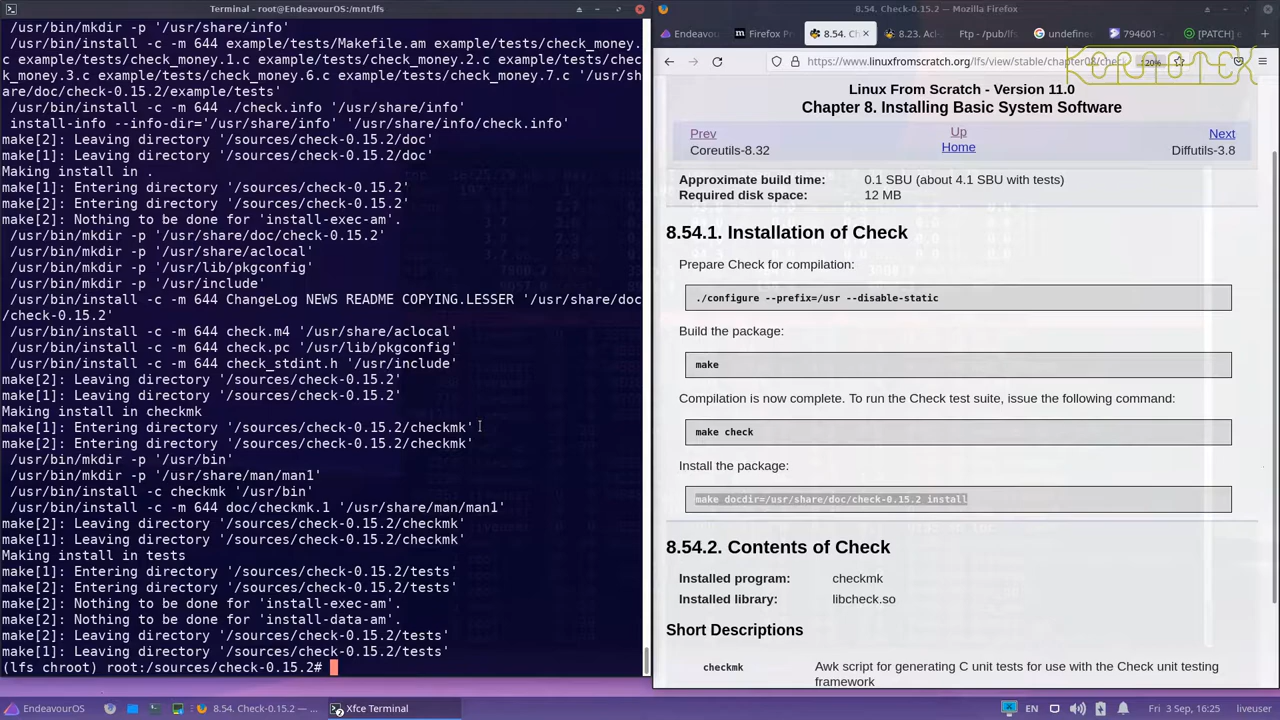 Terminal - root@EndeavourOS:/mnt/lfs
/usr/bin/mkdir -p '/usr/share/info'
/usr/bin/install -c -m 644 example/tests/Makefile.am example/tests/check_money.
c example/tests/check_money.1.c example/tests/check_money.2.c example/tests/che
ck_money.3.c example/tests/check_money.6.c example/tests/check_money.7.c '/usr/sh
are/doc/check-0.15.2/example/tests'
/usr/bin/install -c -m 644 ./check.info '/usr/share/info'
install-info --info-dir='/usr/share/info' '/usr/share/info/check.info'
make[2]: Leaving directory '/sources/check-0.15.2/doc'
make[1]: Leaving directory '/sources/check-0.15.2/doc'
Making install in .
make[1]: Entering directory '/sources/check-0.15.2'
make[2]: Entering directory '/sources/check-0.15.2'
make[2]: Nothing to be done for 'install-exec-am'.
/usr/bin/mkdir -p '/usr/share/doc/check-0.15.2'
/usr/bin/mkdir -p '/usr/share/aclocal'
/usr/bin/mkdir -p '/usr/lib/pkgconfig'
/usr/bin/mkdir -p '/usr/include'
/usr/bin/install -c -m 644 ChangeLog NEWS README COPYING.LESSER '/usr/share/doc
/check-0.15.2'
/usr/bin/install -c -m 644 check.m4 '/usr/share/aclocal'
/usr/bin/install -c -m 644 check.pc '/usr/lib/pkgconfig'
/usr/bin/install -c -m 644 check_stdint.h '/usr/include'
make[2]: Leaving directory '/sources/check-0.15.2'
make[1]: Leaving directory '/sources/check-0.15.2'
Making install in checkmk
make[1]: Entering directory '/sources/check-0.15.2/checkmk'
make[2]: Entering directory '/sources/check-0.15.2/checkmk'
/usr/bin/mkdir -p '/usr/bin'
/usr/bin/mkdir -p '/usr/share/man/man1'
/usr/bin/install -c checkmk '/usr/bin'
/usr/bin/install -c -m 644 doc/checkmk.1 '/usr/share/man/man1'
make[2]: Leaving directory '/sources/check-0.15.2/checkmk'
make[1]: Leaving directory '/sources/check-0.15.2/checkmk'
Making install in tests
make[1]: Entering directory '/sources/check-0.15.2/tests'
make[2]: Entering directory '/sources/check-0.15.2/tests'
make[2]: Nothing to be done for 'install-exec-am'.
make[2]: Nothing to be done for 'install-data-am'.
make[2]: Leaving directory '/sources/check-0.15.2/tests'
make[1]: Leaving directory '/sources/check-0.15.2/tests'
(lfs chroot) root:/sources/check-0.15.2#
8.54. Check-0.15.2 — Mozilla Firefox
Endeavou Firefox Pr 8.54. Ch 8.23. Acl Ftp - /pub/lfs undefined 794601 - [PATCH]
https://www.linuxfromscratch.org/lfs/view/stable/chapter08/chec 120%
Linux From Scratch - Version 11.0
Chapter 8. Installing Basic System Software
Prev Up Next
Coreutils-8.32 Home Diffutils-3.8
Approximate build time: 0.1 SBU (about 4.1 SBU with tests)
Required disk space: 12 MB
8.54.1. Installation of Check
Prepare Check for compilation:
./configure --prefix=/usr --disable-static
Build the package:
make
Compilation is now complete. To run the Check test suite, issue the following command:
make check
Install the package:
make docdir=/usr/share/doc/check-0.15.2 install
8.54.2. Contents of Check
Installed program: checkmk
Installed library: libcheck.so
Short Descriptions
checkmk Awk script for generating C unit tests for use with the Check unit testing
framework
EndeavourOS 8.54. Check-0.15.2 — ... Xfce Terminal EN Fri 3 Sep, 16:25 liveuser